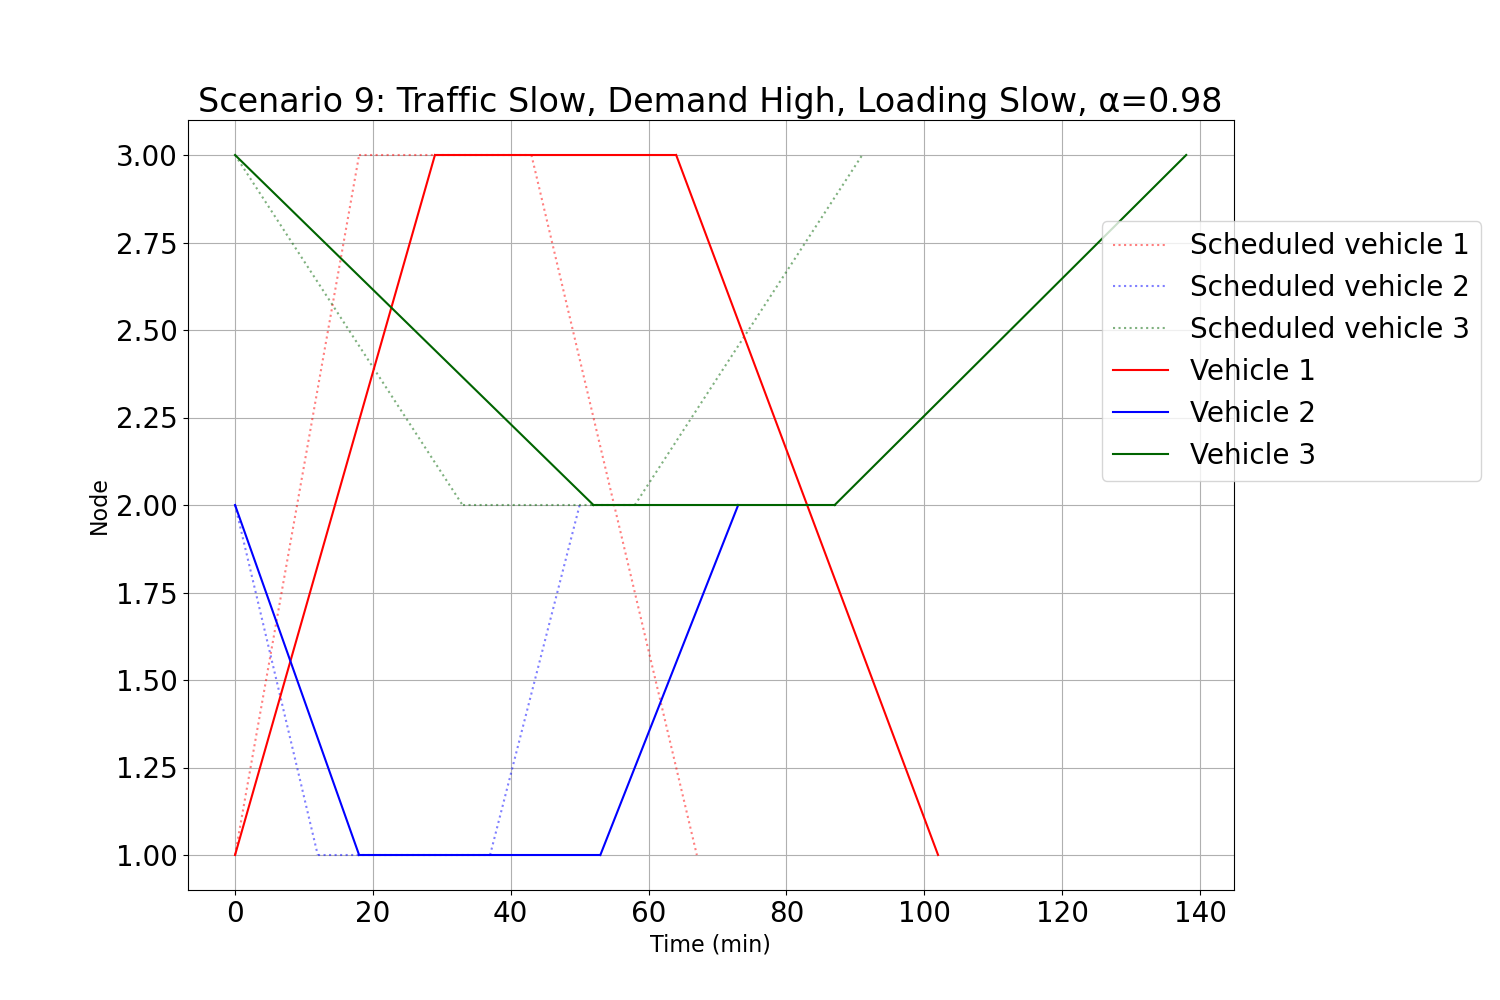 Scenario 9: Traffic Slow, Demand High, Loading Slow, α=0.98
3.00
2.75
2.50
2.25
2.00
1.75
1.50
1.25
1.00
Node
0 20 40 60 80 100 120 140
Time (min)
Scheduled vehicle 1
Scheduled vehicle 2
Scheduled vehicle 3
Vehicle 1
Vehicle 2
Vehicle 3